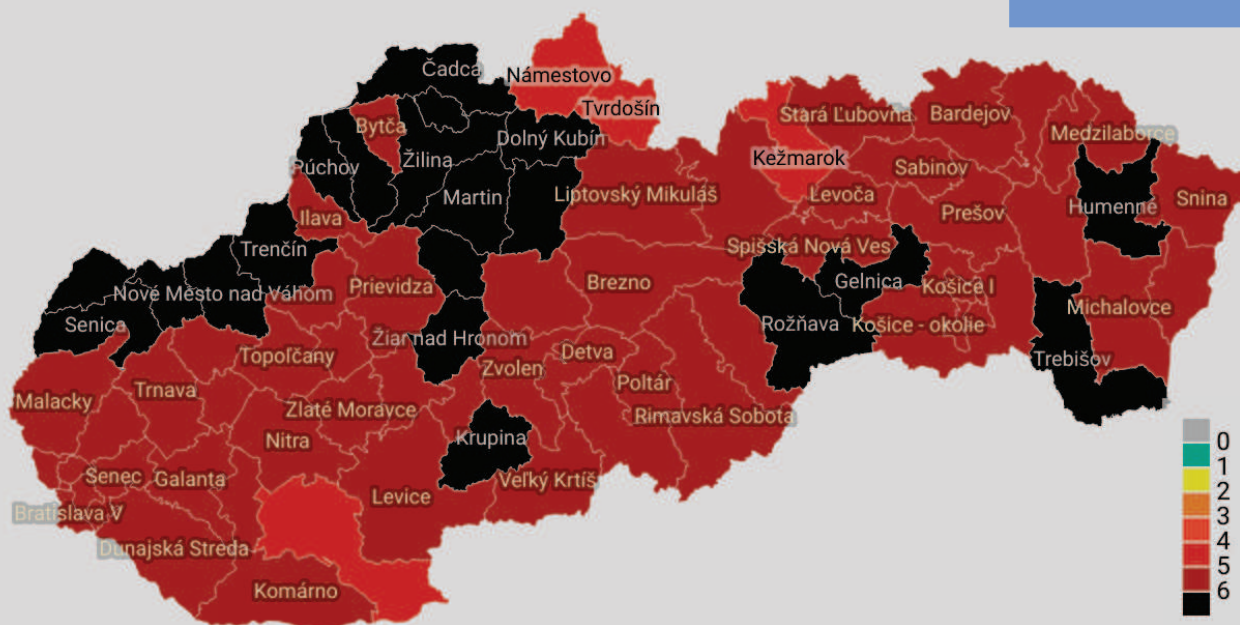 Čadca
Námestovo
Tvrdošín
Bytča
Dolný Kubín
Stará Ľubovňa
Bardejov
Medzilaborce
Púchov
Žilina
Kežmarok
Sabinov
Martin
Liptovský Mikuláš
Levoča
Snina
Ilava
Prešov
Humenné
Trenčín
Spišská Nová Ves
Nové Město nad Váhom
Prievidza
Brezno
Gelnica
Košice I
Michalovce
Senica
Žiar nad Hronom
Rožňava
Košice - okolie
Topoľčany
Detva
Trebišov
Zvolen
Trnava
Poltár
Malacky
Zlaté Moravce
Rimavská Sobota
Nitra
Krupina
Senec
Galanta
Veľký Krtíš
Levice
Bratislava V
Dunajská Streda
Komárno
0
1
2
3
4
5
6